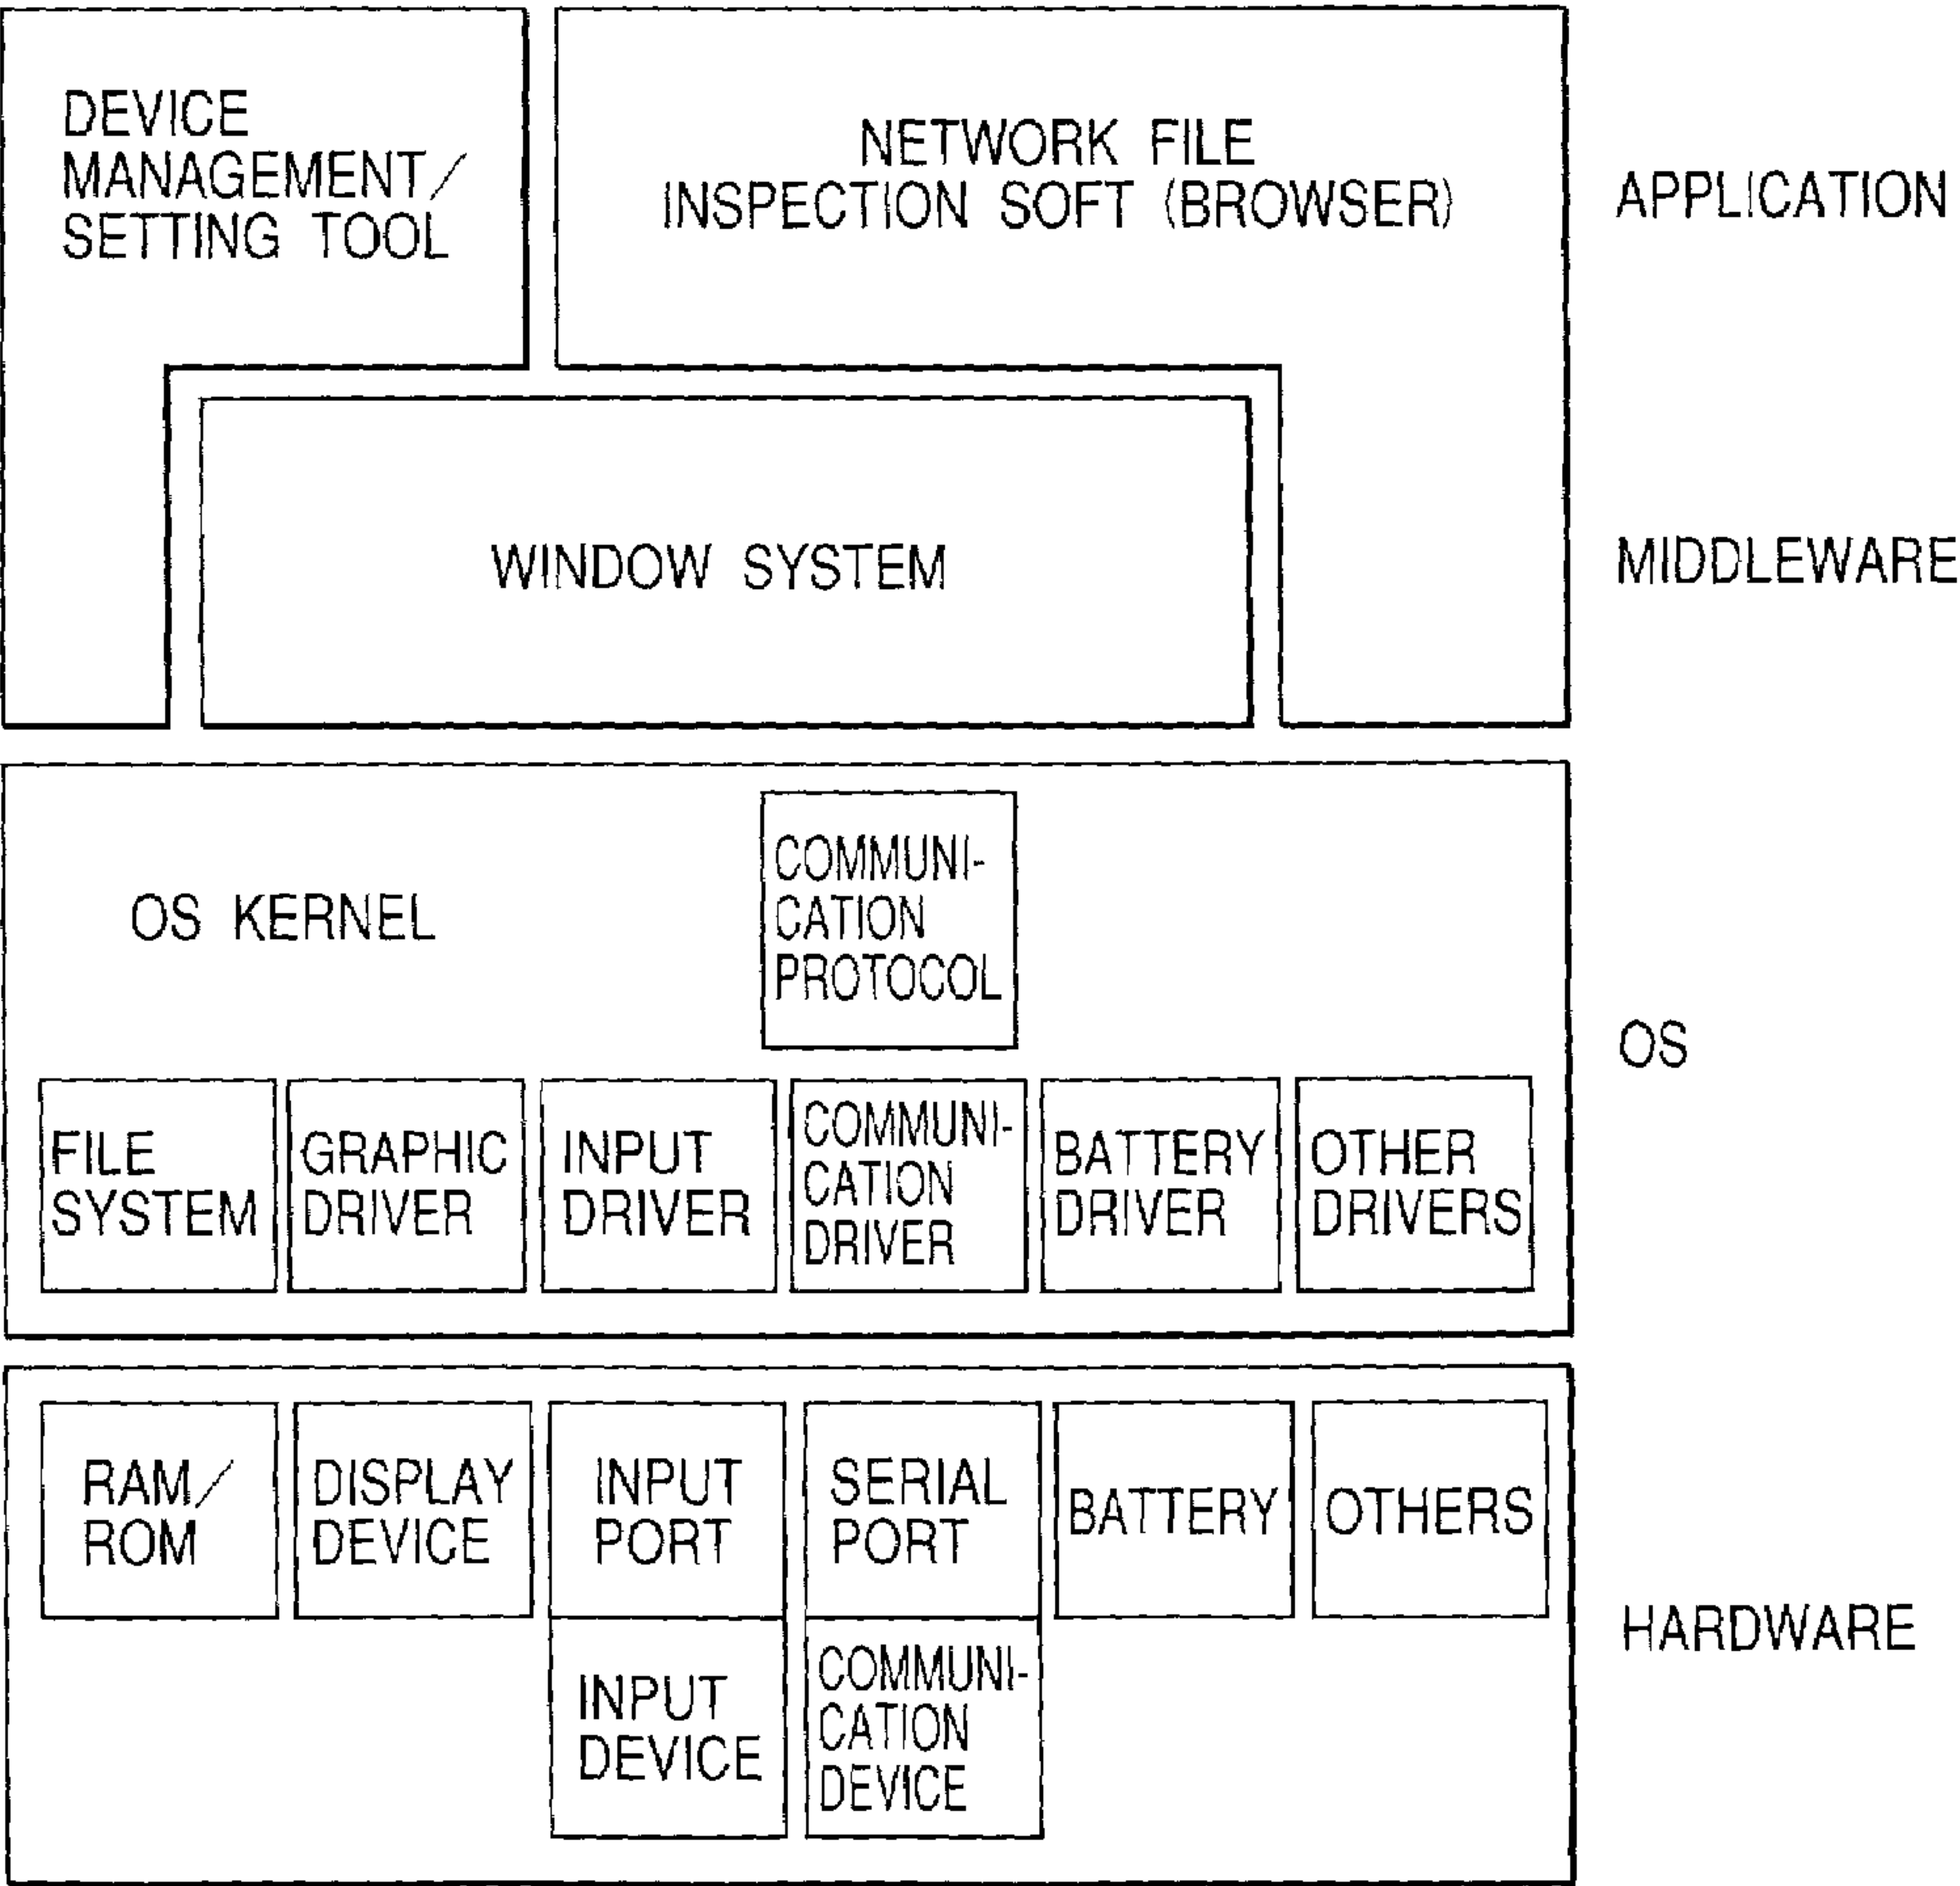 DEVICE
MANAGEMENT/
SETTING TOOL
NETWORK FILE
INSPECTION SOFT (BROWSER)
APPLICATION
WINDOW SYSTEM
MIDDLEWARE
OS KERNEL
COMMUNI-
CATION
PROTOCOL
OS
FILE
SYSTEM
GRAPHIC
DRIVER
INPUT
DRIVER
COMMUNI-
CATION
DRIVER
BATTERY
DRIVER
OTHER
DRIVERS
RAM/
ROM
DISPLAY
DEVICE
INPUT
PORT
SERIAL
PORT
BATTERY
OTHERS
HARDWARE
INPUT
DEVICE
COMMUNI-
CATION
DEVICE